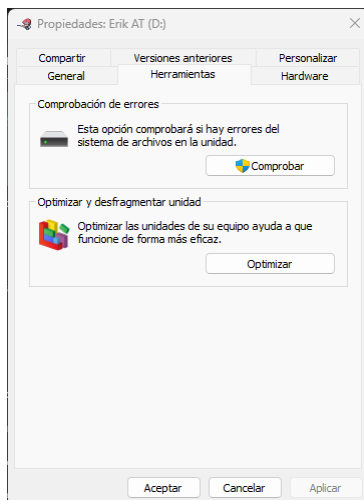 Propiedades: Erik AT (D:)
Compartir Versiones anteriores Personalizar
General Herramientas Hardware
Comprobación de errores
Esta opción comprobará si hay errores del
sistema de archivos en la unidad.
Comprobar
Optimizar y desfragmentar unidad
Optimizar las unidades de su equipo ayuda a que
funcione de forma más eficaz.
Optimizar
Aceptar Cancelar Aplicar